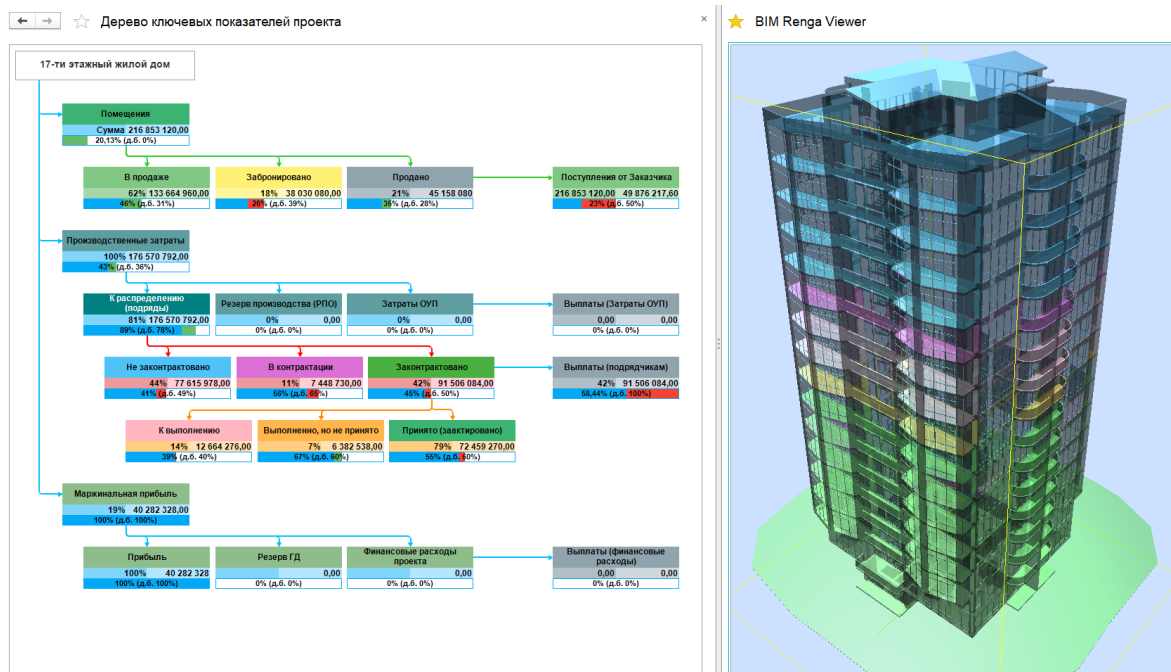 Дерево ключевых показателей проекта
×
BIM Renga Viewer
17-ти этажный жилой дом
Помещения
Сумма 216 853 120,00
20,13% (д.б. 0%)
В продаже
62% 133 664 960,00
46% (д.б. 31%)
Забронировано
18% 38 030 080,00
26% (д.б. 39%)
Продано
21% 45 158 080
36% (д.б. 28%)
Поступления от Заказчика
216 853 120,00 49 876 217,60
23% (д.б. 50%)
Производственные затраты
100% 176 570 792,00
43% (д.б. 36%)
К распределению
(подряды)
81% 176 570 792,00
89% (д.б. 78%)
Резерв производства (РПО)
0% 0,00
0% (д.б. 0%)
Затраты ОУП
0% 0,00
0% (д.б. 0%)
Выплаты (Затраты ОУП)
0,00 0,00
0% (д.б. 0%)
Не законтрактовано
44% 77 615 978,00
41% (д.б. 49%)
В контрактации
11% 7 448 730,00
56% (д.б. 65%)
Законтрактовано
42% 91 506 084,00
45% (д.б. 50%)
Выплаты (подрядчикам)
42% 91 506 084,00
58,44% (д.б. 100%)
К выполнению
14% 12 664 276,00
39% (д.б. 40%)
Выполненно, но не принято
7% 6 382 538,00
67% (д.б. 60%)
Принято (заактировано)
79% 72 459 270,00
55% (д.б. 60%)
Маржинальная прибыль
19% 40 282 328,00
100% (д.б. 100%)
Прибыль
100% 40 282 328
100% (д.б. 100%)
Резерв ГД
0,00
0% (д.б. 0%)
Финансовые расходы
проекта
0,00
0% (д.б. 0%)
Выплаты (финансовые
расходы)
0,00 0,00
0% (д.б. 0%)